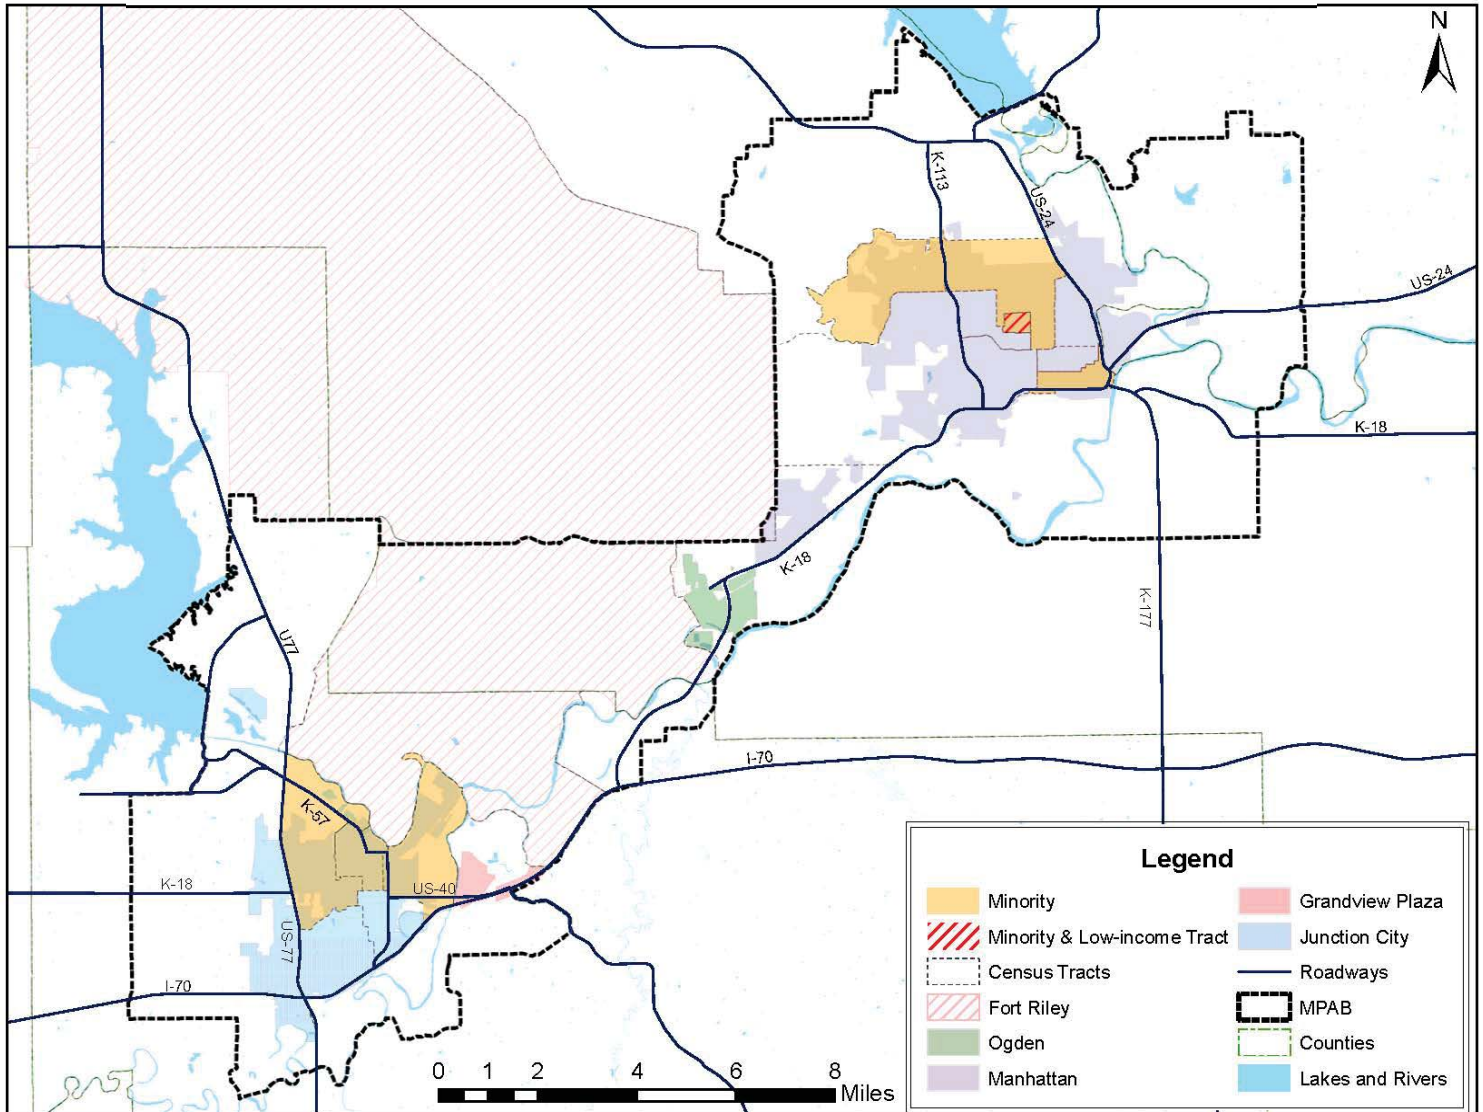 N
K-113
US-24
US-24
K-18
K-18
K-177
U77
I-70
K-57
K-18
US-40
US-77
I-70
0 1 2 4 6 8
Miles
Legend
Minority
Minority & Low-income Tract
Census Tracts
Fort Riley
Ogden
Manhattan
Grandview Plaza
Junction City
Roadways
MPAB
Counties
Lakes and Rivers